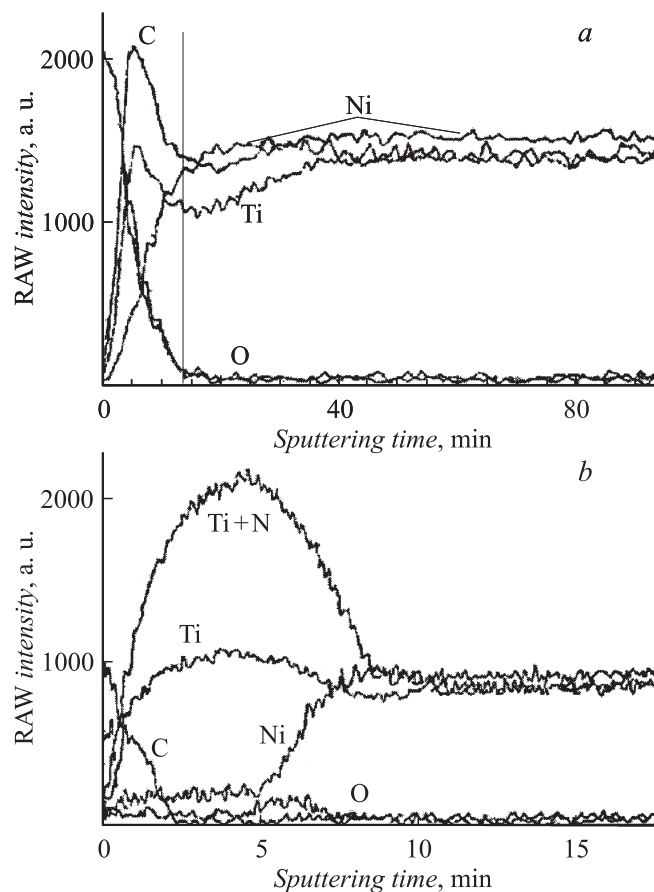 a
C
2000
Ni
1000
Ti
O
RAW intensity, a. u.
0 40 80
Sputtering time, min
b
2000
Ti + N
Ti
1000
Ni
C
O
RAW intensity, a. u.
0 5 10 15
Sputtering time, min